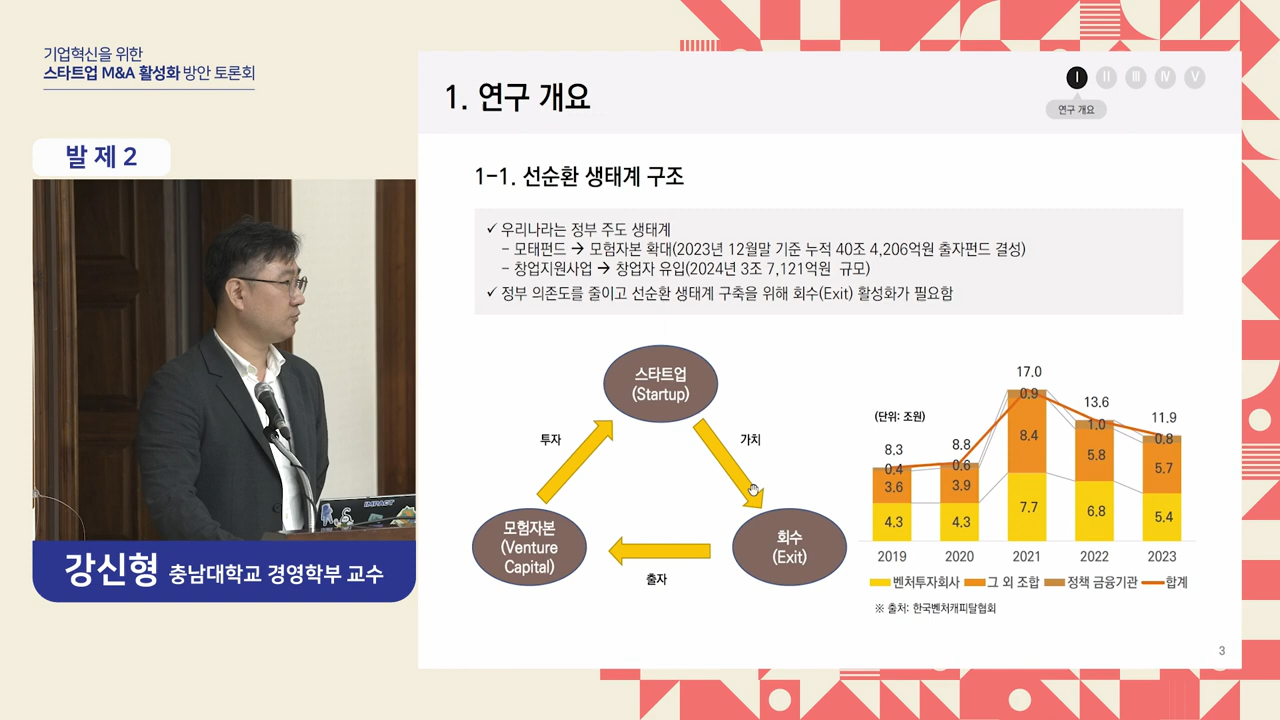 기업혁신을 위한
스타트업 M&A 활성화 방안 토론회
발 제 2
강신형 충남대학교 경영학부 교수
IMPACT
1. 연구 개요
Ⅰ Ⅱ Ⅲ Ⅳ Ⅴ
연구 개요
1-1. 선순환 생태계 구조
✓ 우리나라는 정부 주도 생태계
- 모태펀드 → 모험자본 확대(2023년 12월말 기준 누적 40조 4,206억원 출자펀드 결성)
- 창업지원사업 → 창업자 유입(2024년 3조 7,121억원 규모)
✓ 정부 의존도를 줄이고 선순환 생태계 구축을 위해 회수(Exit) 활성화가 필요함
스타트업
(Startup)
투자
가치
모험자본
(Venture
Capital)
회수
(Exit)
출자
(단위: 조원)
8.3 8.8 17.0 13.6 11.9
0.4 0.6 0.9 1.0 0.8
3.6 3.9 8.4 5.8 5.7
4.3 4.3 7.7 6.8 5.4
2019 2020 2021 2022 2023
벤처투자회사 그 외 조합 정책 금융기관 합계
※ 출처: 한국벤처캐피탈협회
3